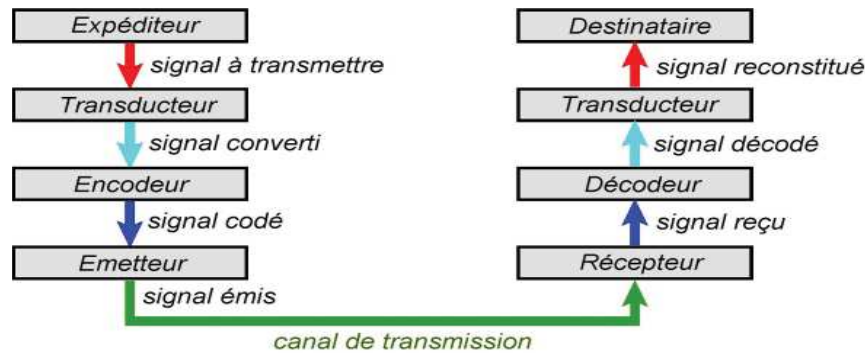 Expéditeur
signal à transmettre
Transducteur
signal converti
Encodeur
signal codé
Emetteur
signal émis
canal de transmission
Destinataire
signal reconstitué
Transducteur
signal décodé
Décodeur
signal reçu
Récepteur